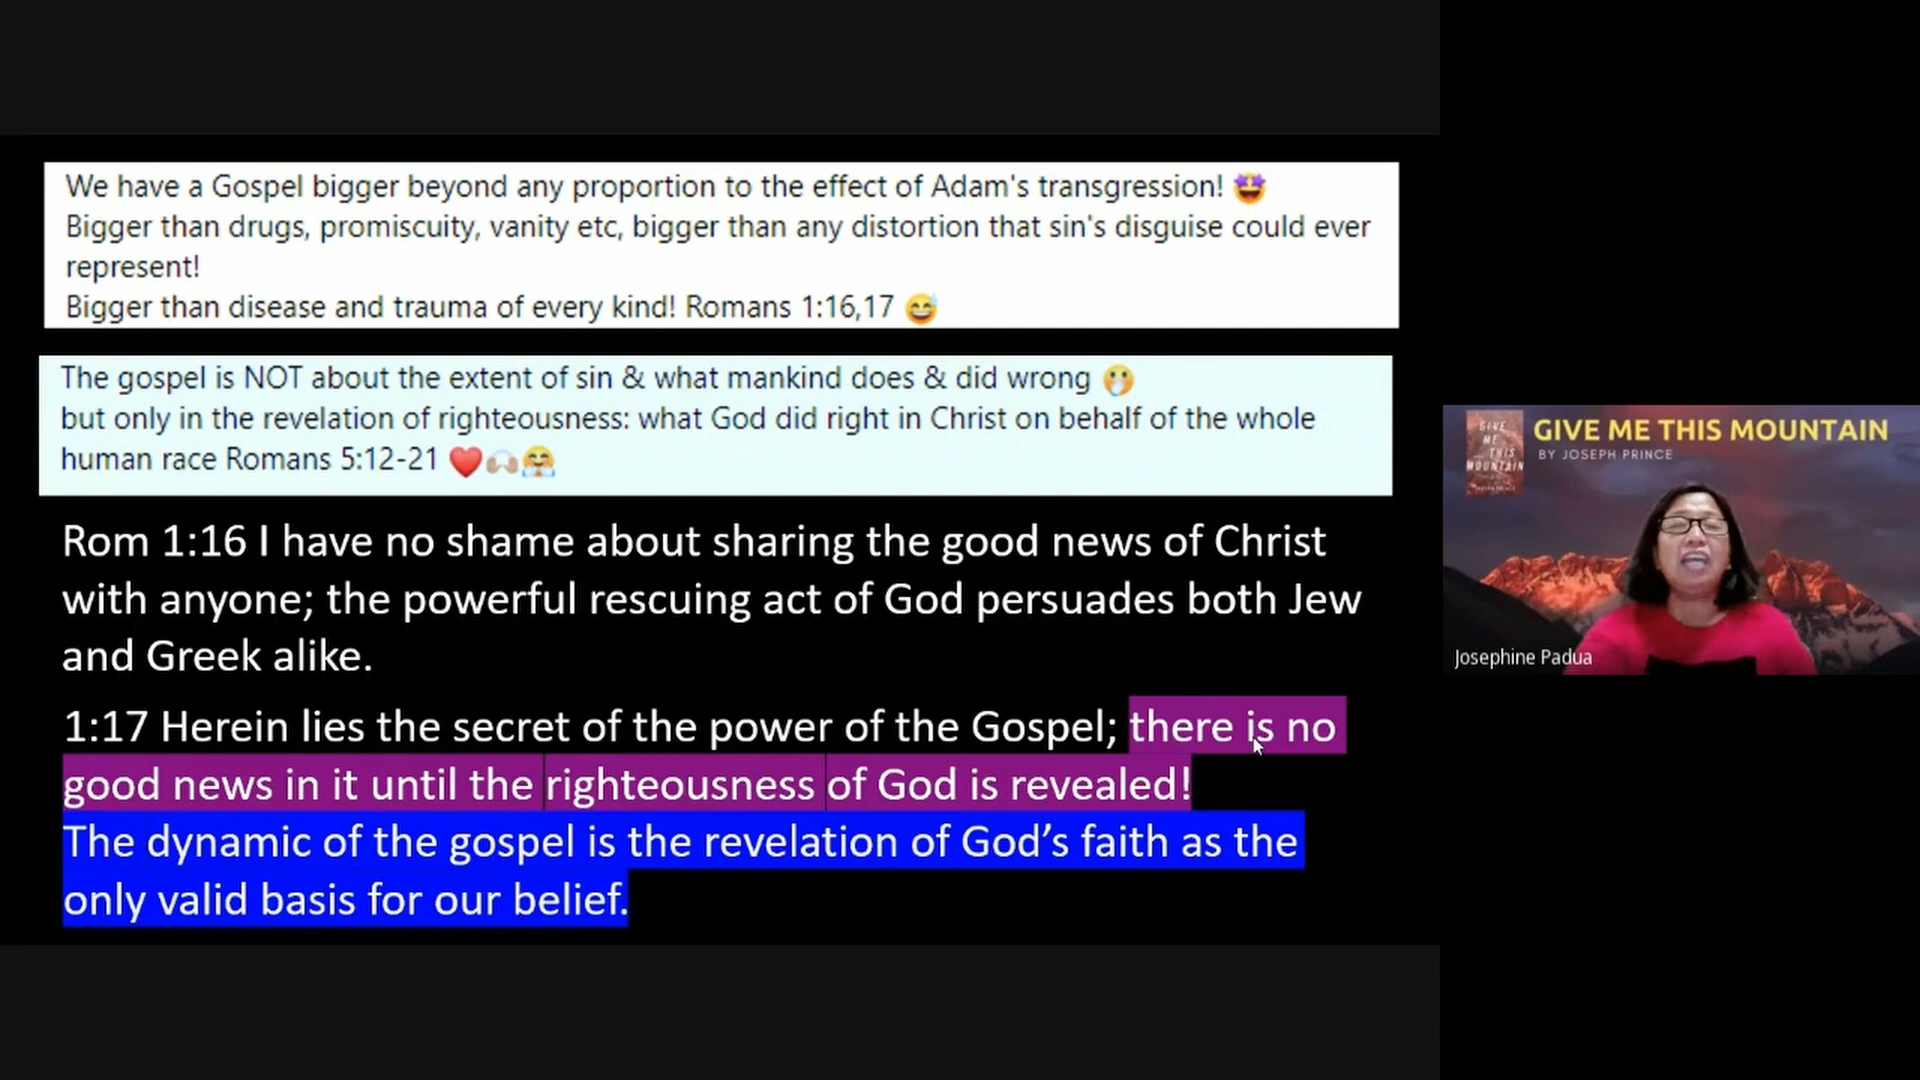 We have a Gospel bigger beyond any proportion to the effect of Adam's transgression! 🤩
Bigger than drugs, promiscuity, vanity etc, bigger than any distortion that sin's disguise could ever
represent!
Bigger than disease and trauma of every kind! Romans 1:16,17 😅
The gospel is NOT about the extent of sin & what mankind does & did wrong 🫢
but only in the revelation of righteousness: what God did right in Christ on behalf of the whole
human race Romans 5:12-21 ❤️🙌🏼🤗
Rom 1:16 I have no shame about sharing the good news of Christ
with anyone; the powerful rescuing act of God persuades both Jew
and Greek alike.
1:17 Herein lies the secret of the power of the Gospel; there is no
good news in it until the righteousness of God is revealed!
The dynamic of the gospel is the revelation of God’s faith as the
only valid basis for our belief.
GIVE
ME
THIS
MOUNTAIN
GIVE ME THIS MOUNTAIN
BY JOSEPH PRINCE
Josephine Padua